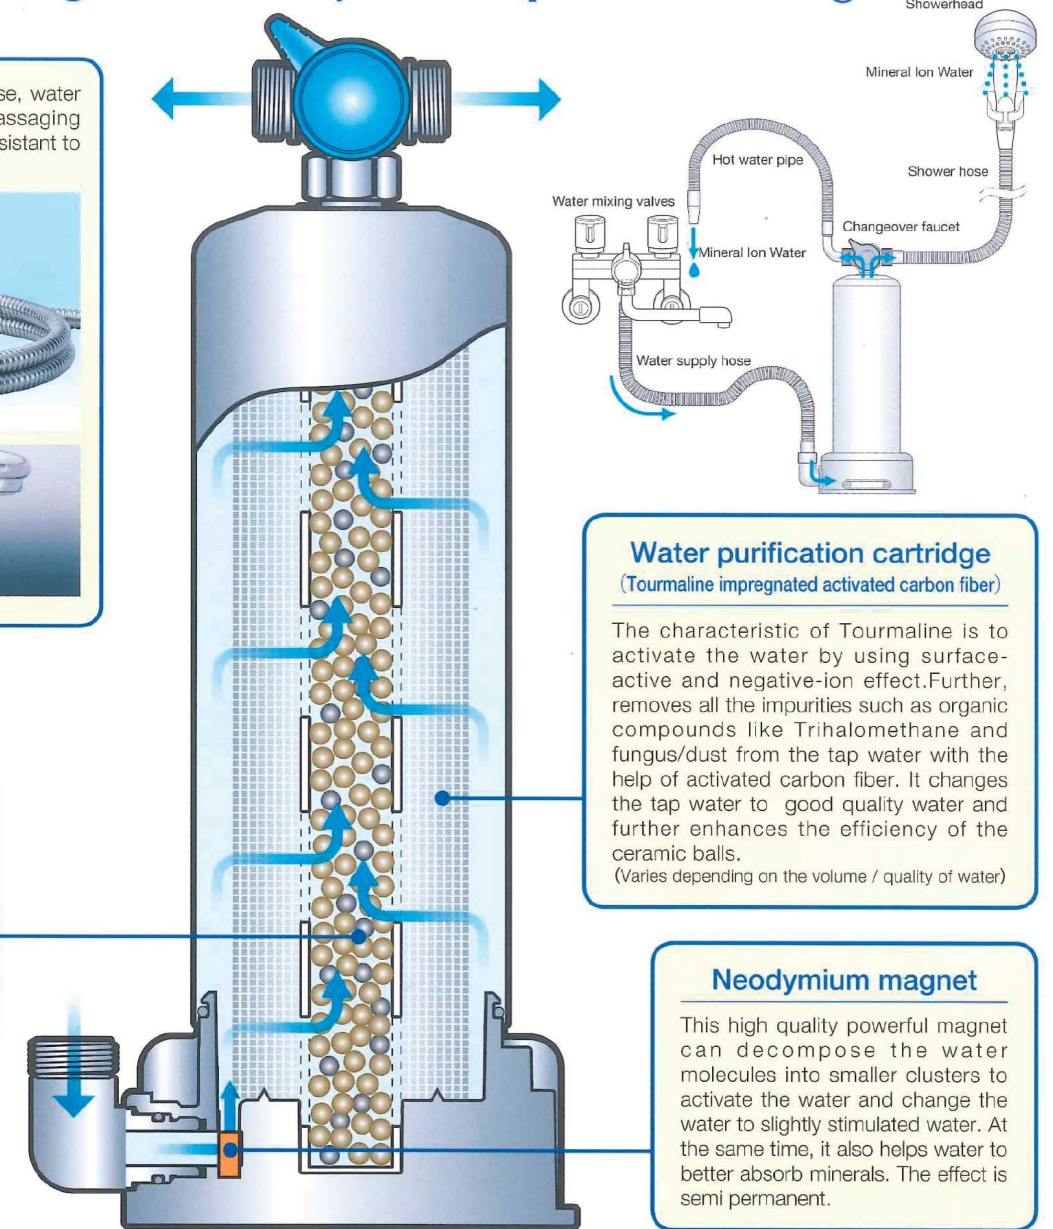 Showerhead
Mineral Ion Water
Hot water pipe
Shower hose
Water mixing valves
Changeover faucet
Mineral Ion Water
Water supply hose
water
Water purification cartridge
(Tourmaline impregnated activated carbon fiber)
The characteristic of Tourmaline is to
activate the water by using surface-
active and negative-ion effect.Further,
removes all the impurities such as organic
compounds like Trihalomethane and
fungus/dust from the tap water with the
help of activated carbon fiber. It changes
the tap water to good quality water and
further enhances the efficiency of the
ceramic balls.
(Varies depending on the volume / quality of water)
Neodymium magnet
This high quality powerful magnet
can decompose the water
molecules into smaller clusters to
activate the water and change the
water to slightly stimulated water. At
the same time, it also helps water to
better absorb minerals. The effect is
semi permanent.